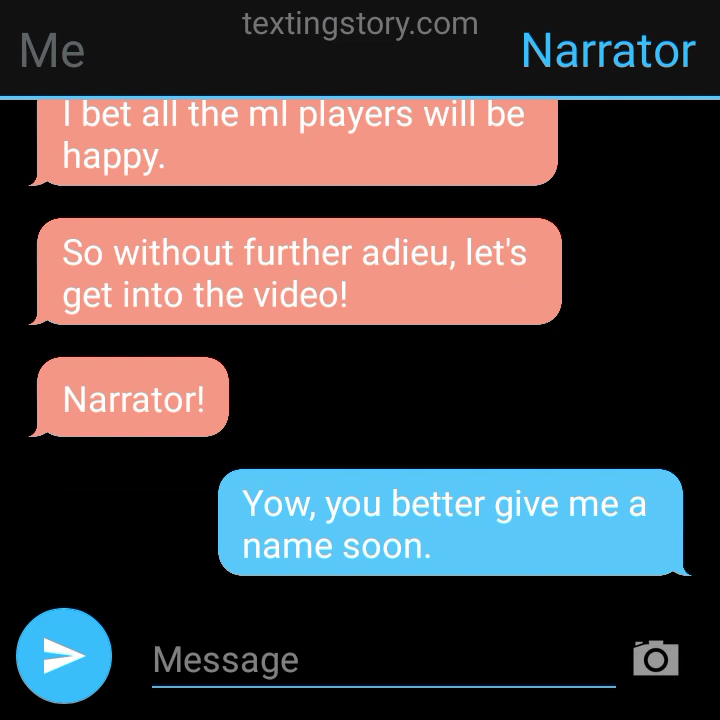 textingstory.com
Me
Narrator
I bet all the ml players will be
happy.
So without further adieu, let's
get into the video!
Narrator!
Yow, you better give me a
name soon.
Message